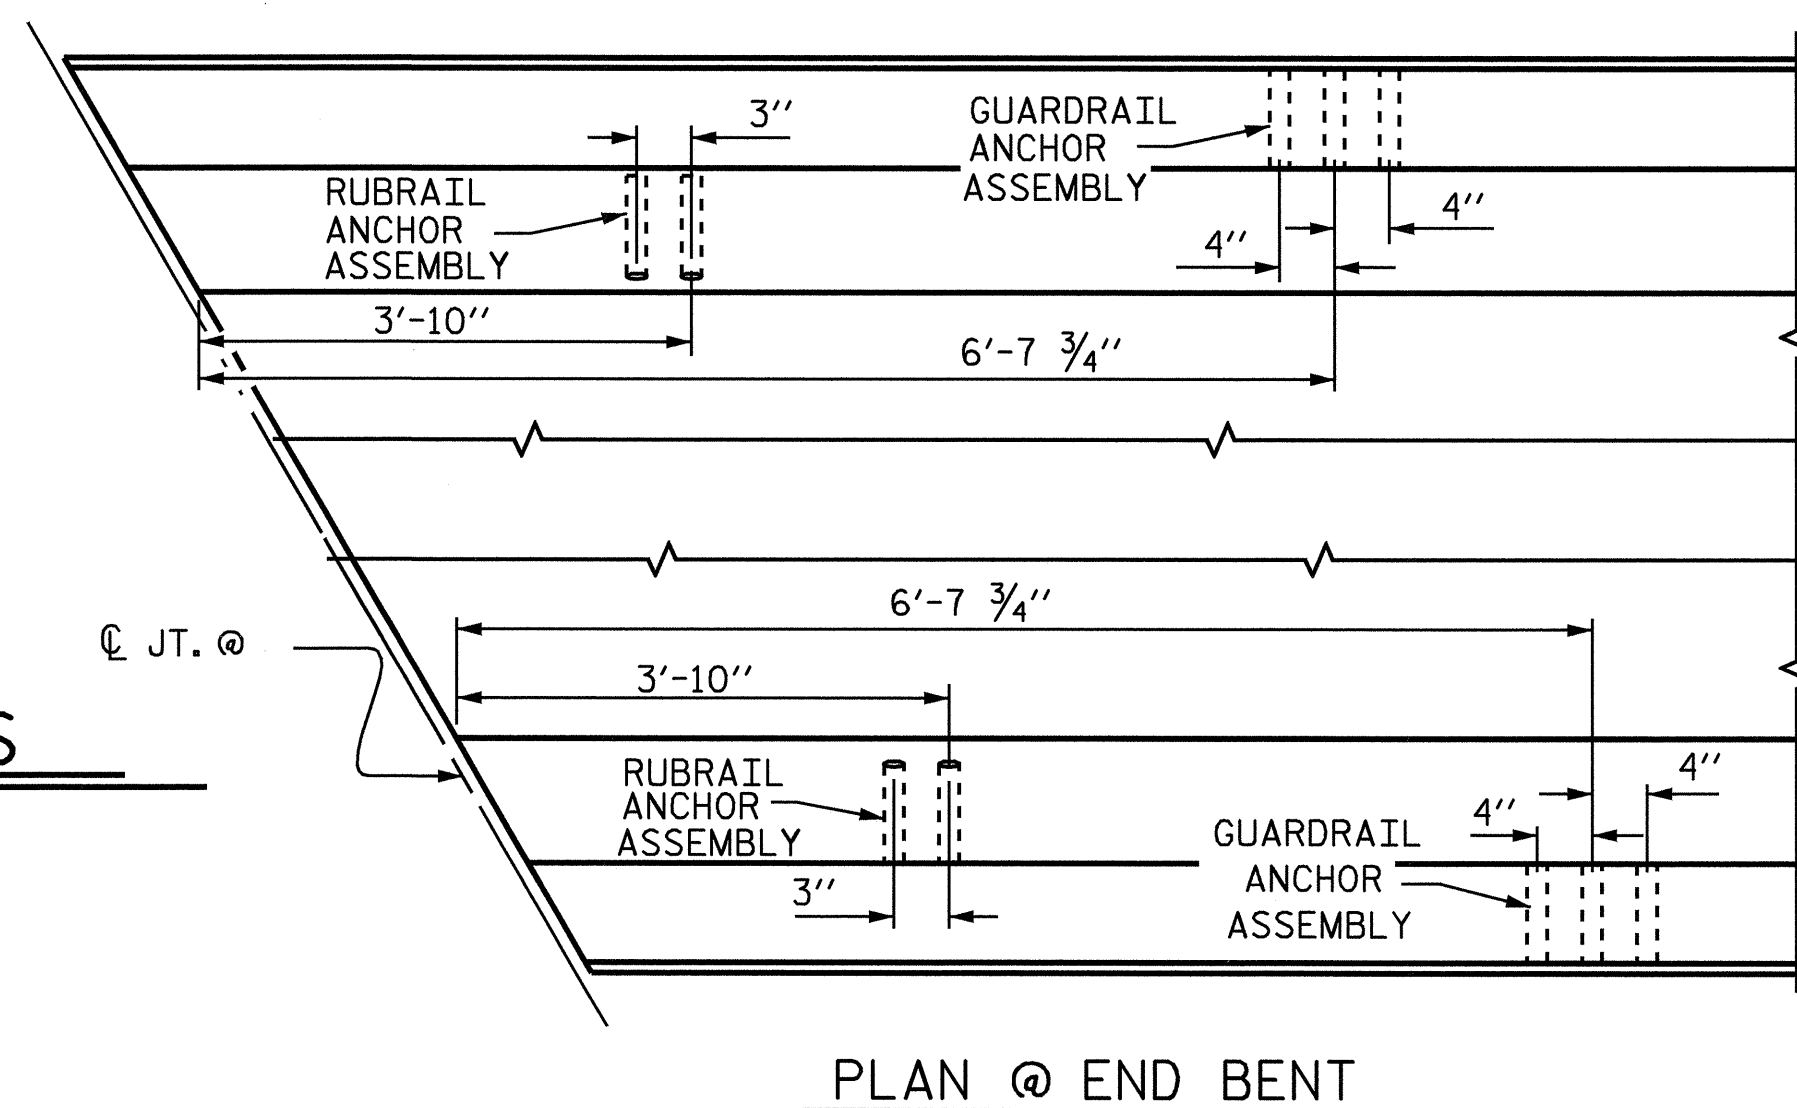 3"
GUARDRAIL
ANCHOR
ASSEMBLY
RUBRAIL
ANCHOR
ASSEMBLY
4"
4"
3'-10"
6'-7 3/4"
6'-7 3/4"
℄ JT. @
3'-10"
S
RUBRAIL
ANCHOR
ASSEMBLY
4"
4"
GUARDRAIL
ANCHOR
ASSEMBLY
3"
PLAN @ END BENT